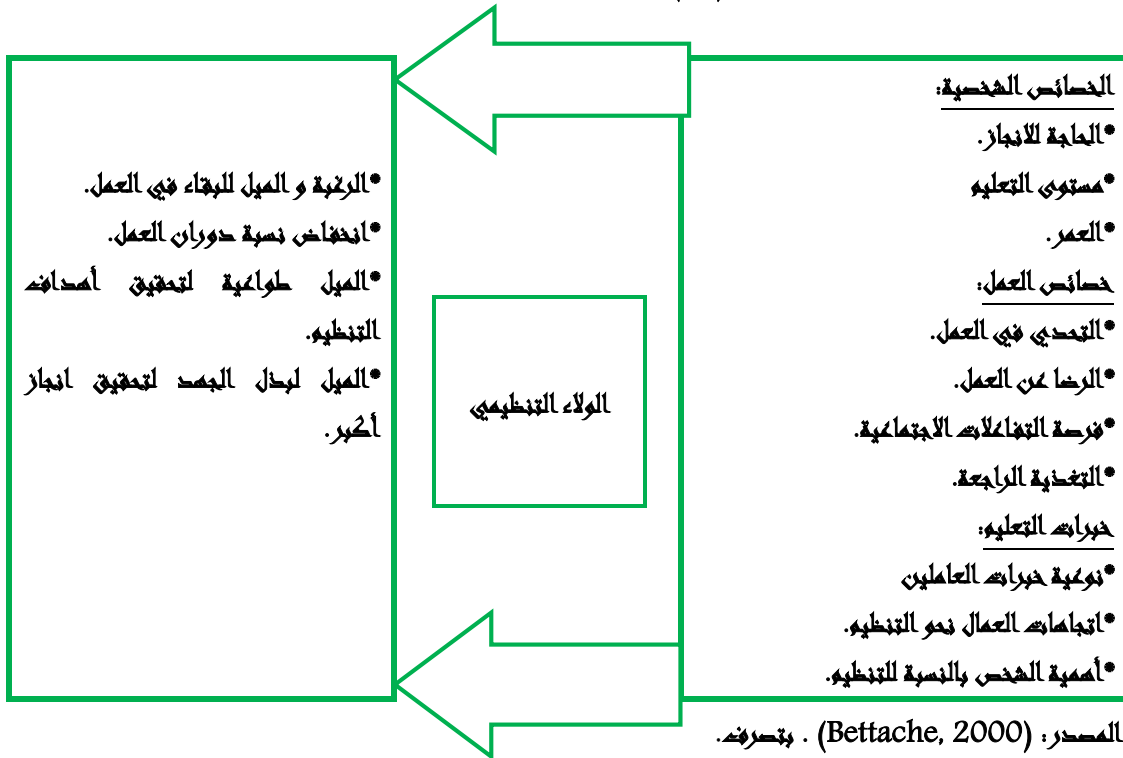 الخصائص الشخصية:
*الحاجة للانجاز.
*مستوى التعليم
*العمر.
خصائص العمل:
*التحدي في العمل.
*الرضا عن العمل.
*فرصة التفاعلات الاجتماعية.
*التغذية الراجعة.
خبرات التعليم:
*نوعية خبرات العاملين
*اتجاهات العمال نحو التنظيم.
*أهمية الشخص بالنسبة للتنظيم.
الولاء التنظيمي
*الرغبة و الميل للبقاء في العمل.
*انخفاض نسبة دوران العمل.
*الميل طواعية لتحقيق أهداف
التنظيم.
*الميل لبذل الجهد لتحقيق انجاز
أكبر.
المصدر: (Bettache, 2000) . بتصرف.